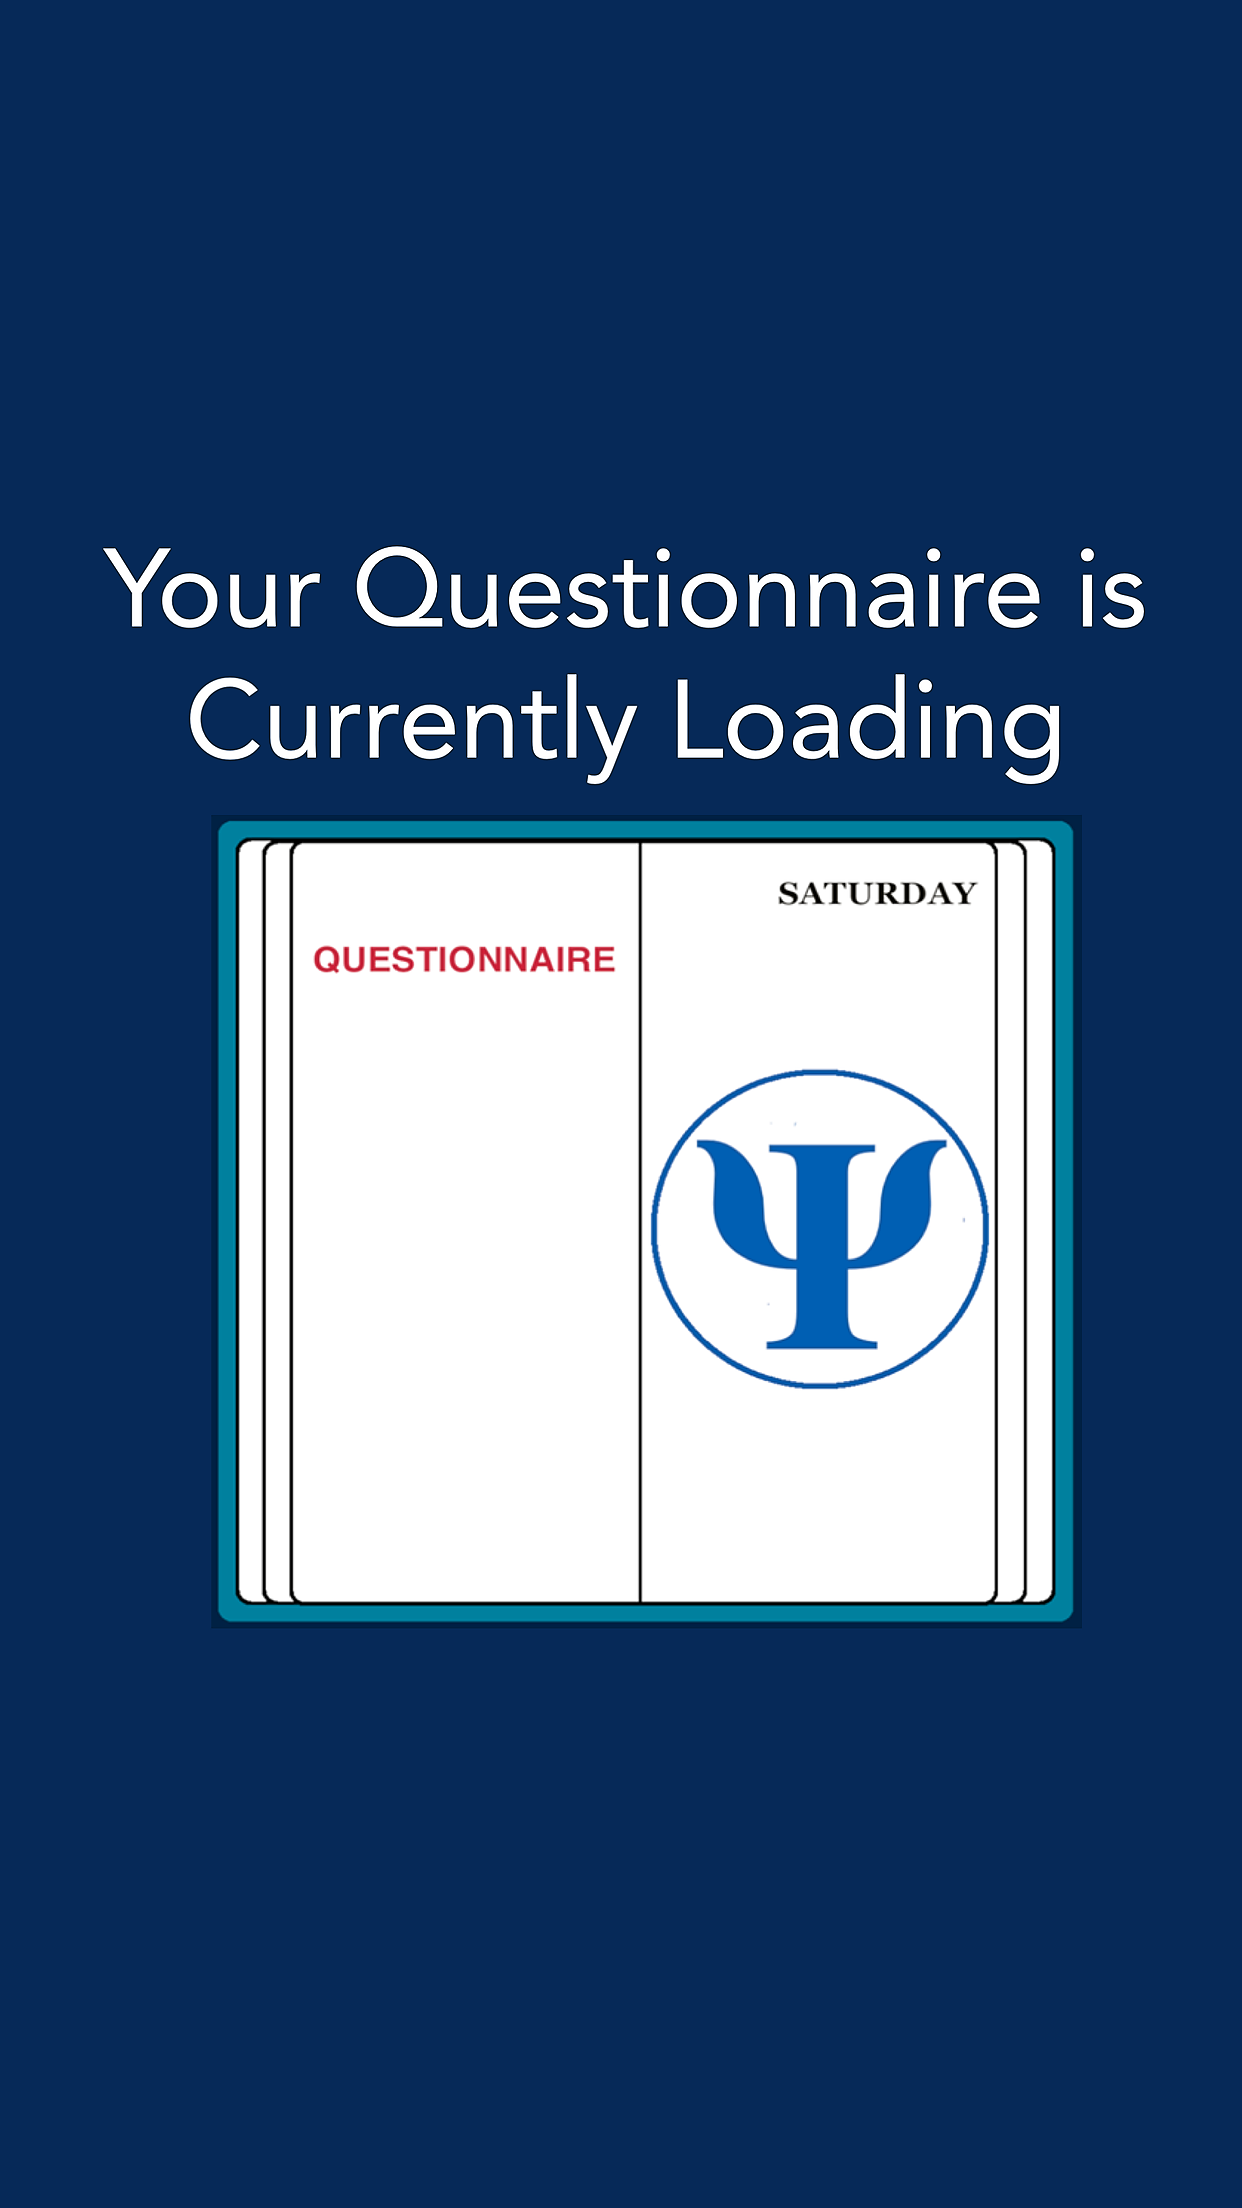 Your Questionnaire is
Currently Loading
SATURDAY
QUESTIONNAIRE
Ψ